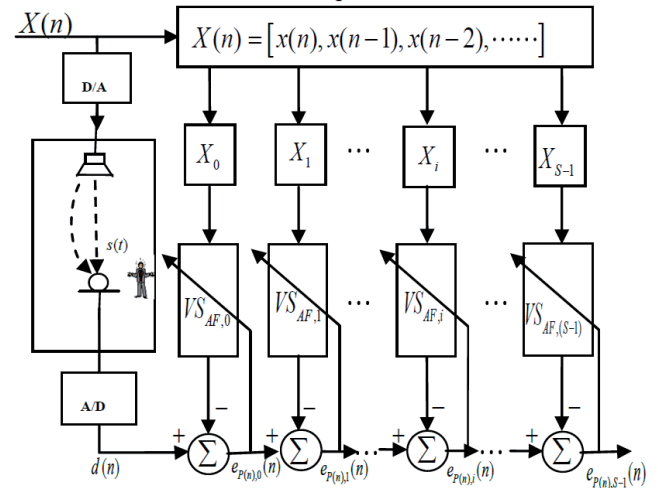 X(n)
X(n) = [x(n), x(n−1), x(n−2), ⋯⋯]
D/A
X_0
X_1
⋯
X_i
⋯
X_{S−1}
s(t)
VS_{AF,0}
VS_{AF,1}
⋯
VS_{AF,i}
⋯
VS_{AF,(S−1)}
A/D
− − − −
+ Σ + Σ ⋯ + Σ ⋯ + Σ
d(n)
e_{P(n),0}(n)
e_{P(n),1}(n)
e_{P(n),i}(n)
e_{P(n),S−1}(n)